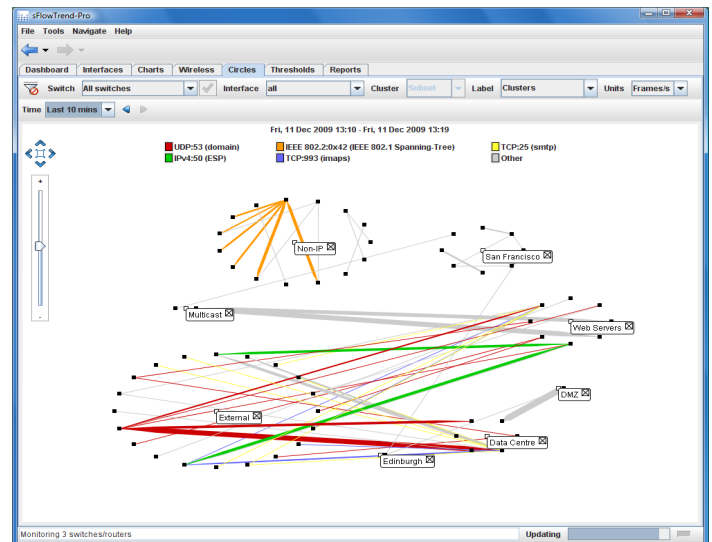 sFlowTrend-Pro
File Tools Navigate Help
Dashboard Interfaces Charts Wireless Circles Thresholds Reports
Switch All switches Interface all Cluster Subnet Label Clusters Units Frames/s
Time Last 10 mins
Fri, 11 Dec 2009 13:10 - Fri, 11 Dec 2009 13:19
UDP:53 (domain) IEEE 802.2:0x42 (IEEE 802.1 Spanning-Tree) TCP:25 (smtp)
IPv4:50 (ESP) TCP:993 (imaps) Other
+
-
Non-IP
San Francisco
Multicast
Web Servers
DMZ
External
Data Centre
Edinburgh
Monitoring 3 switches/routers Updating